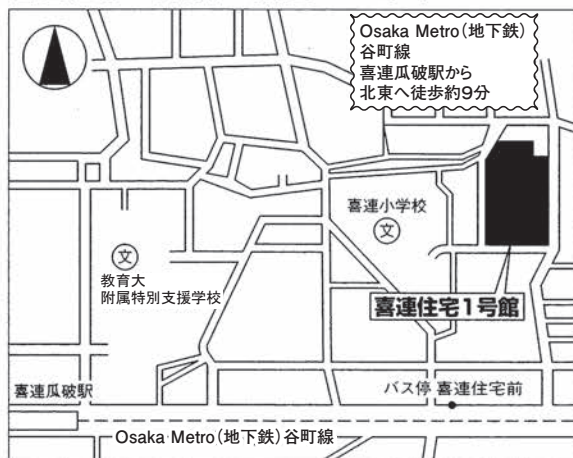 Osaka Metro(地下鉄)
谷町線
喜連瓜破駅から
北東へ徒歩約9分
喜連小学校
文
文
教育大
附属特別支援学校
喜連住宅1号館
喜連瓜破駅
バス停 喜連住宅前
Osaka Metro(地下鉄)谷町線